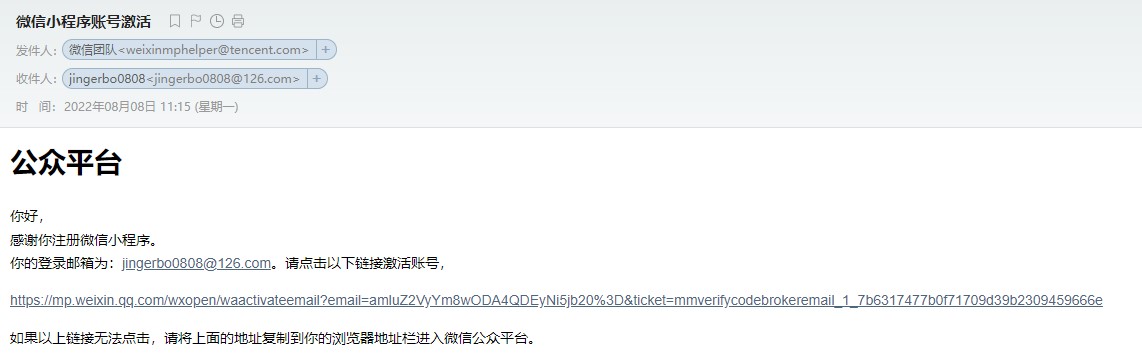 微信小程序账号激活
发件人：微信团队<weixinmphelper@tencent.com> +
收件人：jingerbo0808<jingerbo0808@126.com> +
时 间：2022年08月08日 11:15 (星期一)
公众平台
你好，
感谢你注册微信小程序。
你的登录邮箱为：jingerbo0808@126.com。请点击以下链接激活账号，
https://mp.weixin.qq.com/wxopen/waactivateemail?email=amluZ2VyYm8wODA4QDEyNi5jb20%3D&ticket=mmverifycodebrokeremail_1_7b6317477b0f71709d39b2309459666e
如果以上链接无法点击，请将上面的地址复制到你的浏览器地址栏进入微信公众平台。